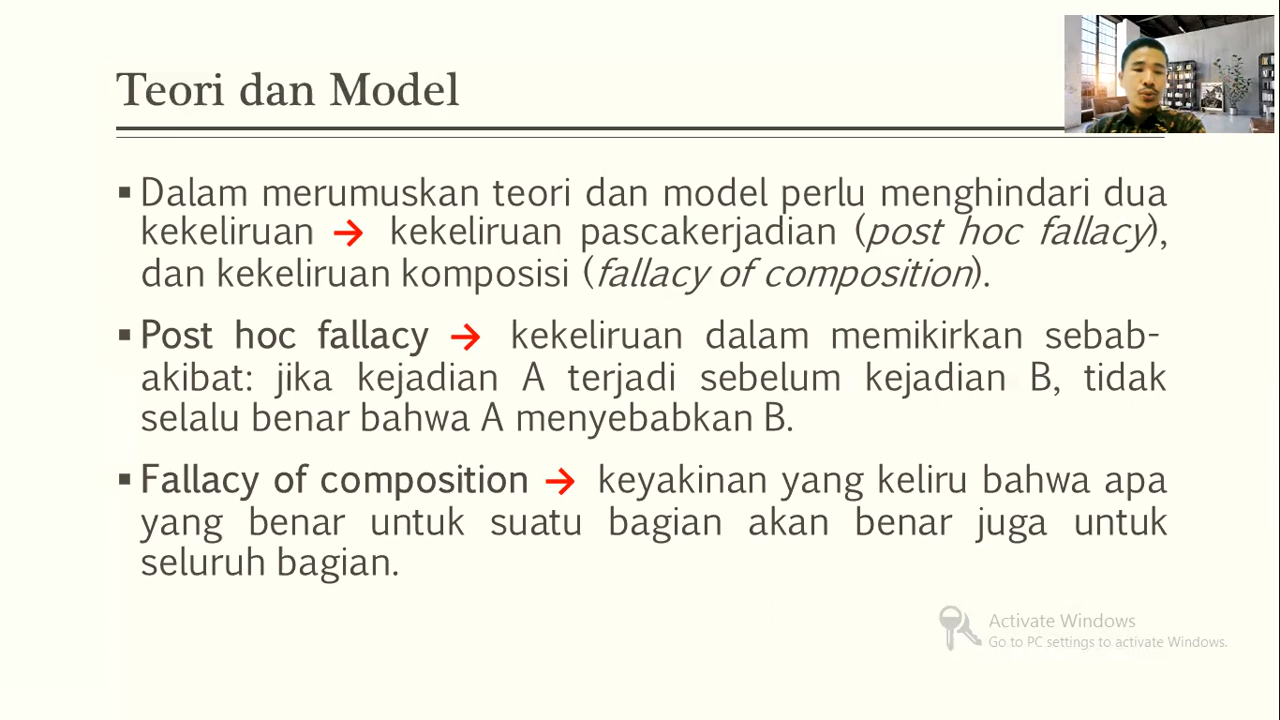 Teori dan Model
▪ Dalam merumuskan teori dan model perlu menghindari dua
kekeliruan → kekeliruan pascakerjadian (post hoc fallacy),
dan kekeliruan komposisi (fallacy of composition).
▪ Post hoc fallacy → kekeliruan dalam memikirkan sebab-
akibat: jika kejadian A terjadi sebelum kejadian B, tidak
selalu benar bahwa A menyebabkan B.
▪ Fallacy of composition → keyakinan yang keliru bahwa apa
yang benar untuk suatu bagian akan benar juga untuk
seluruh bagian.
Activate Windows
Go to PC settings to activate Windows.